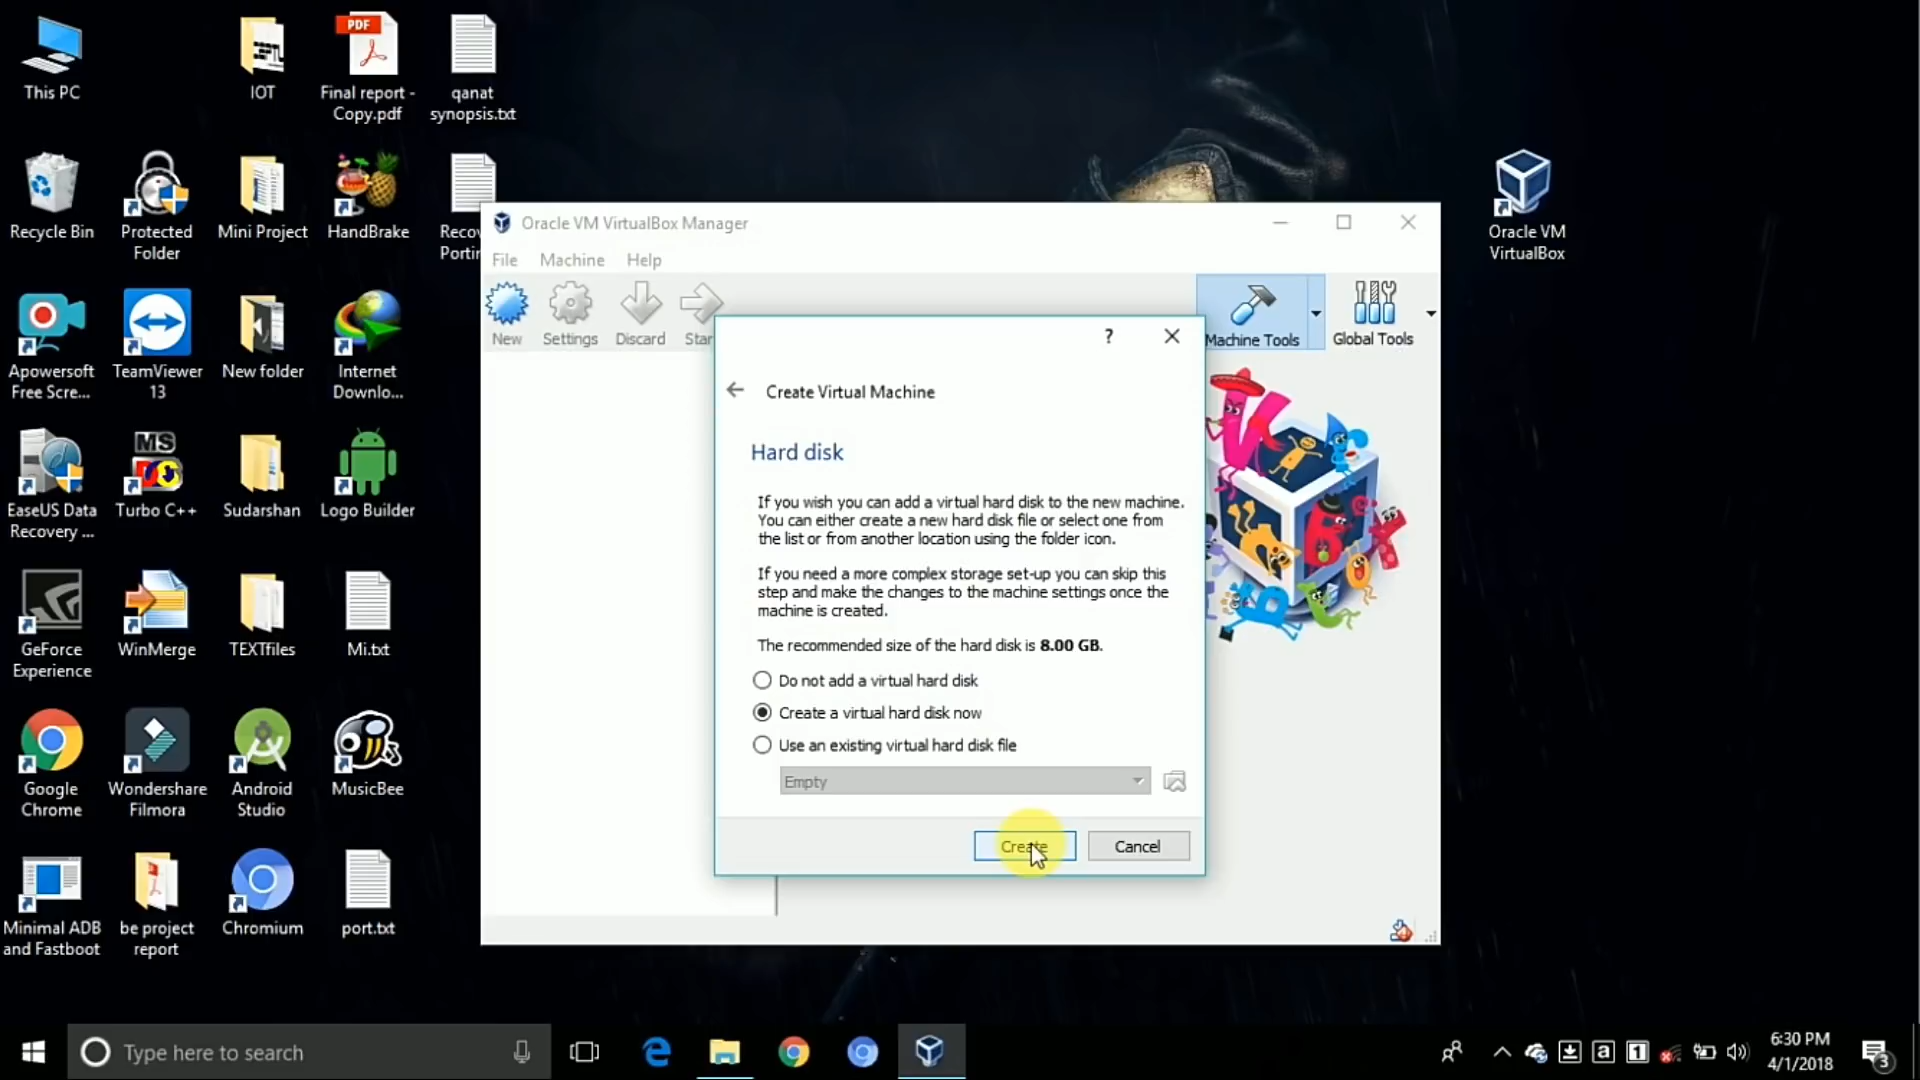 This PC
IOT
Final report -
Copy.pdf
qanat
synopsis.txt
Recycle Bin
Protected
Folder
Mini Project
HandBrake
Oracle VM
VirtualBox
Apowersoft
Free Scre...
TeamViewer
13
New folder
Internet
Downlo...
EaseUS Data
Recovery ...
MS
Turbo C++
Sudarshan
Logo Builder
GeForce
Experience
WinMerge
TEXTfiles
Mi.txt
Google
Chrome
Wondershare
Filmora
Android
Studio
MusicBee
Minimal ADB
and Fastboot
be project
report
Chromium
port.txt
PDF
Oracle VM VirtualBox Manager
File Machine Help
New
Settings
Discard
Machine Tools
Global Tools
?
Create Virtual Machine
Hard disk
If you wish you can add a virtual hard disk to the new machine.
You can either create a new hard disk file or select one from
the list or from another location using the folder icon.
If you need a more complex storage set-up you can skip this
step and make the changes to the machine settings once the
machine is created.
The recommended size of the hard disk is 8.00 GB.
Do not add a virtual hard disk
Create a virtual hard disk now
Use an existing virtual hard disk file
Empty
Create
Cancel
Type here to search
6:30 PM
4/1/2018
3